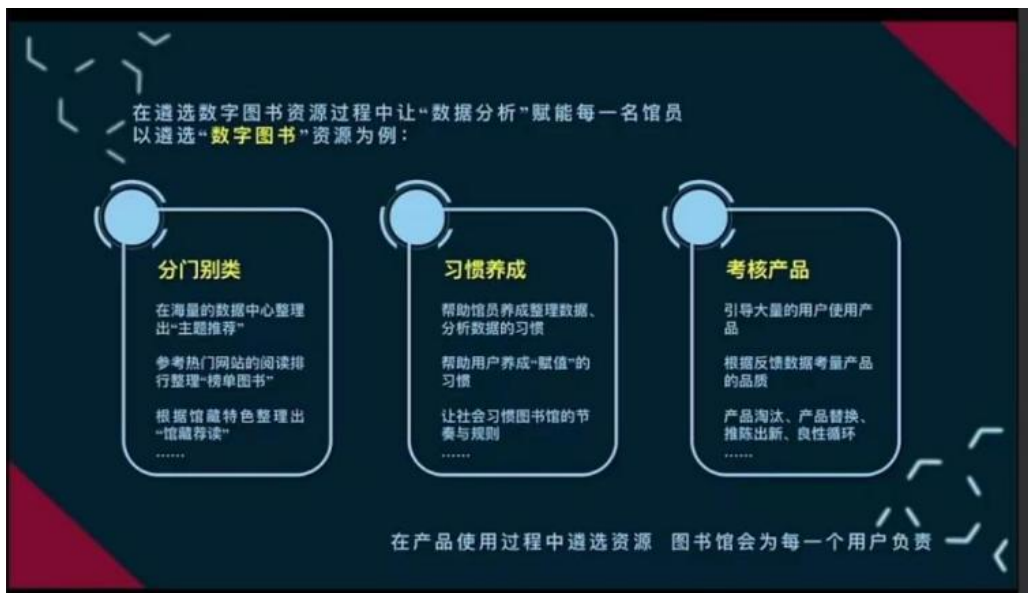 在遴选数字图书资源过程中让“数据分析”赋能每一名馆员
以遴选“数字图书”资源为例：
分门别类
在海量的数据中心整理
出“主题推荐”
参考热门网站的阅读排
行整理“榜单图书”
根据馆藏特色整理出
“馆藏荐读”
……
习惯养成
帮助馆员养成整理数据、
分析数据的习惯
帮助用户养成“赋值”的
习惯
让社会习惯图书馆的节
奏与规则
……
考核产品
引导大量的用户使用产
品
根据反馈数据考量产品
的品质
产品淘汰、产品替换、
推陈出新、良性循环
……
在产品使用过程中遴选资源 图书馆会为每一个用户负责